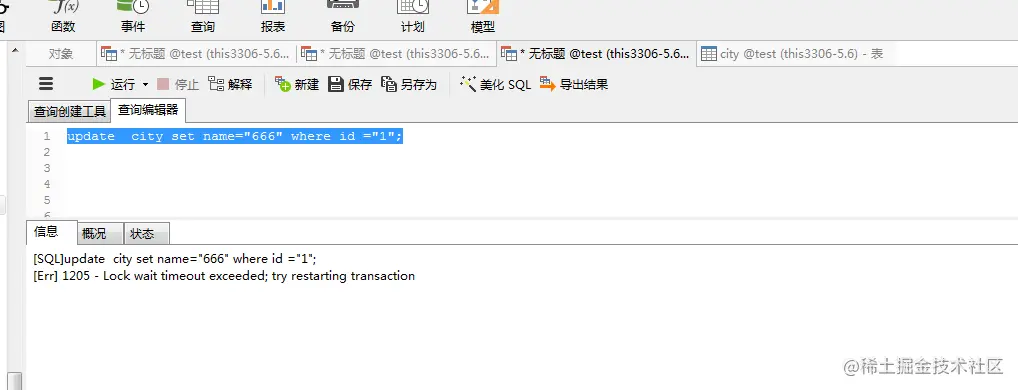 图 函数 事件 查询 报表 备份 计划 模型
对象 * 无标题 @test (this3306-5.6... * 无标题 @test (this3306-5.6... * 无标题 @test (this3306-5.6... city @test (this3306-5.6) - 表
运行 停止 解释 新建 保存 另存为 美化 SQL 导出结果
查询创建工具 查询编辑器
1 update  city set name="666" where id ="1";
2
3
4
5
6
信息 概况 状态
[SQL]update  city set name="666" where id ="1";
[Err] 1205 - Lock wait timeout exceeded; try restarting transaction
@稀土掘金技术社区